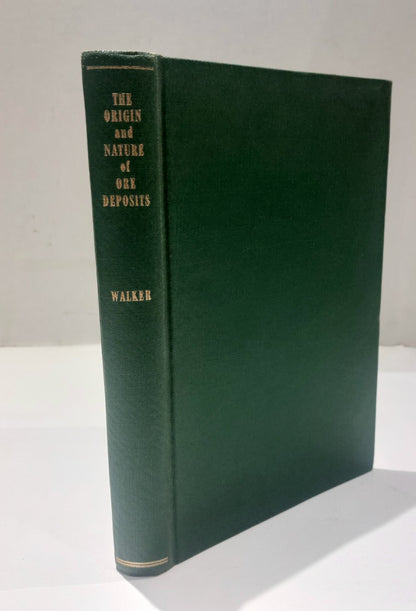 THE
ORIGIN
and
NATURE
of
ORE
DEPOSITS
WALKER